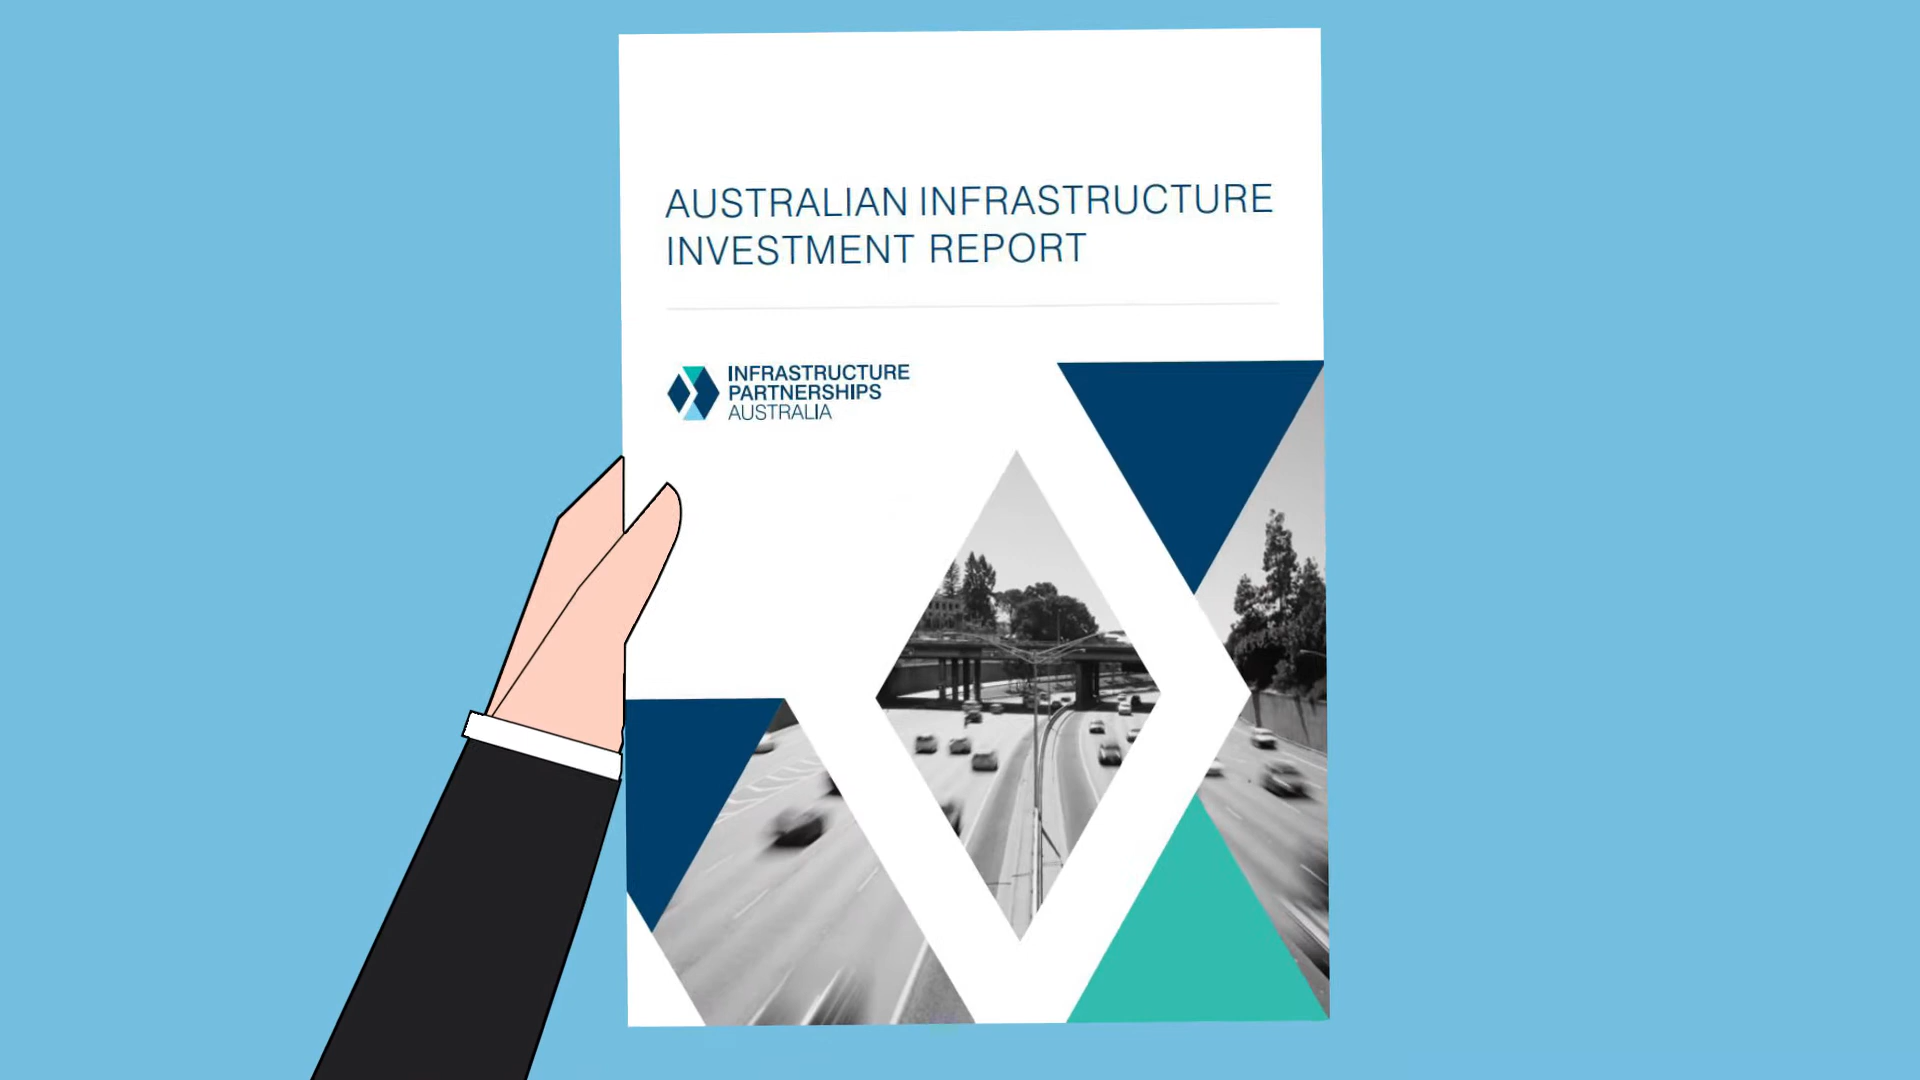 AUSTRALIAN INFRASTRUCTURE
INVESTMENT REPORT
INFRASTRUCTURE
PARTNERSHIPS
AUSTRALIA